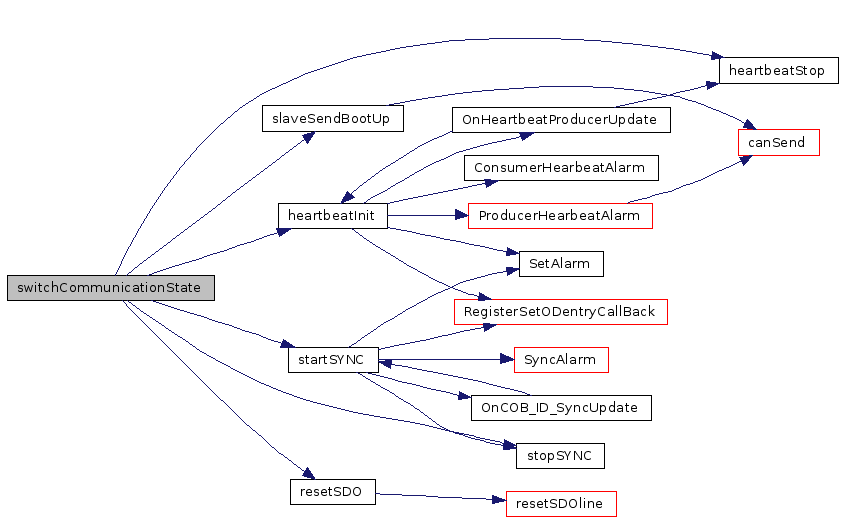 heartbeatStop
slaveSendBootUp
OnHeartbeatProducerUpdate
canSend
ConsumerHearbeatAlarm
heartbeatInit
ProducerHearbeatAlarm
SetAlarm
switchCommunicationState
RegisterSetODentryCallBack
startSYNC
SyncAlarm
OnCOB_ID_SyncUpdate
stopSYNC
resetSDO
resetSDOline